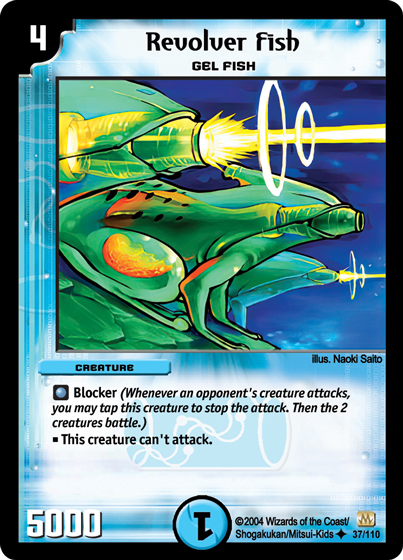 4
Revolver Fish
GEL FISH
illus. Naoki Saito
CREATURE
Blocker (Whenever an opponent's creature attacks,
you may tap this creature to stop the attack. Then the 2
creatures battle.)
▪ This creature can't attack.
5000
1
©2004 Wizards of the Coast/
Shogakukan/Mitsui-Kids ✦ 37/110